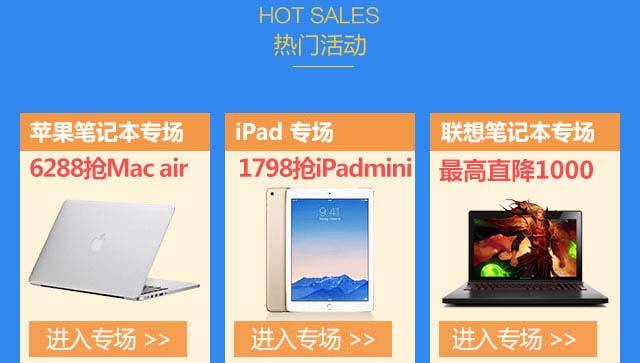 HOT SALES
热门活动
苹果笔记本专场
6288抢Mac air
进入专场 >>
iPad 专场
1798抢iPadmini
9:41
进入专场 >>
联想笔记本专场
最高直降1000
进入专场 >>